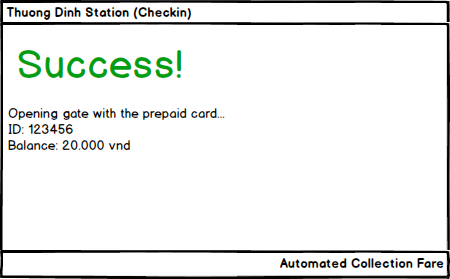 Thuong Dinh Station (Checkin)
Success!
Opening gate with the prepaid card...
ID: 123456
Balance: 20.000 vnd
Automated Collection Fare